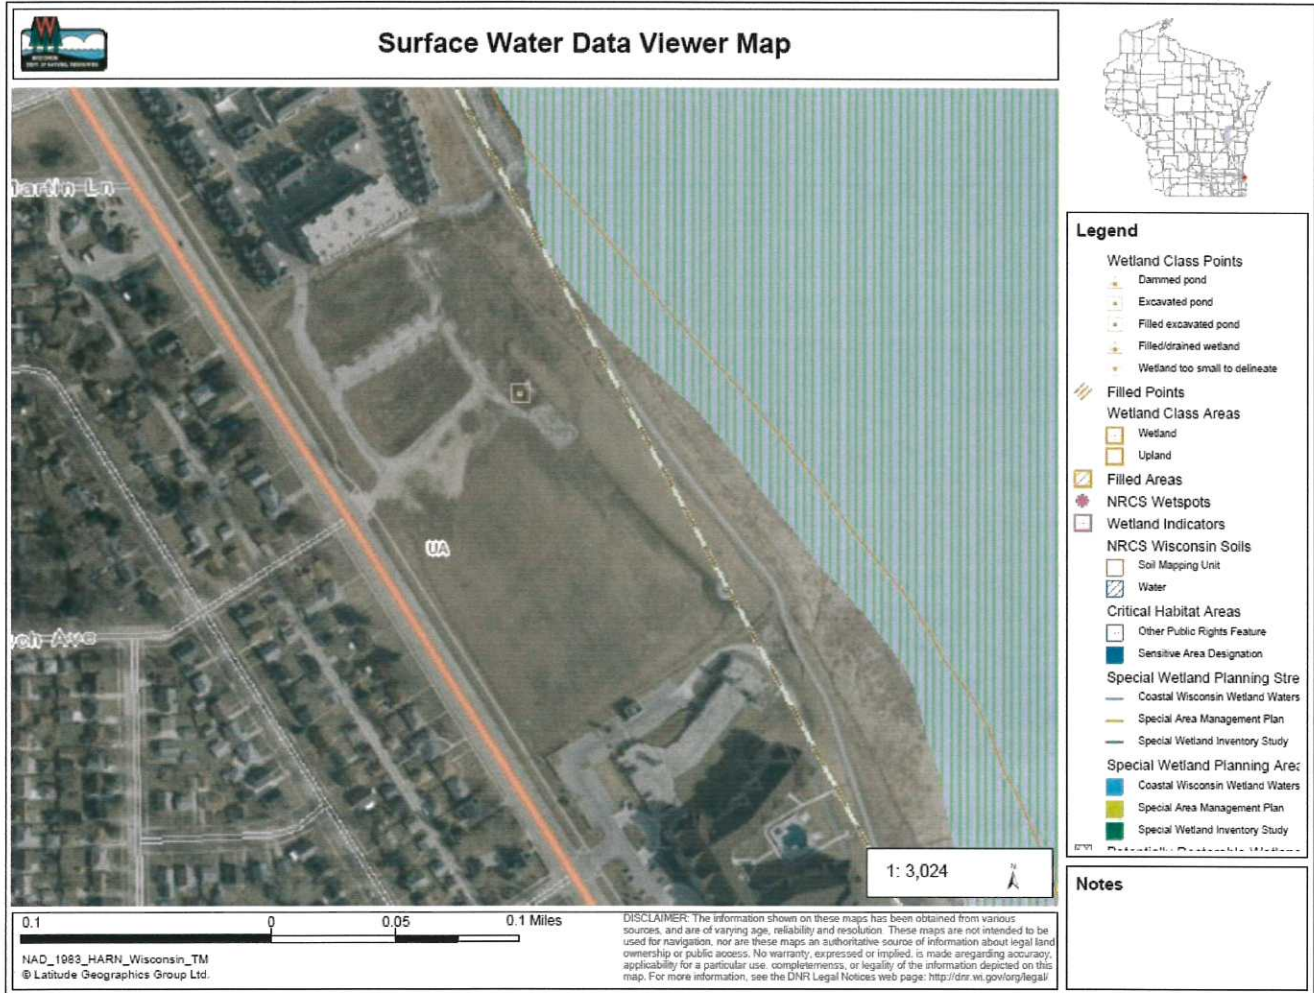 Surface Water Data Viewer Map
WISCONSIN
DEPT. OF NATURAL RESOURCES
Martin Ln
UA
ych Ave
1: 3,024
N
Legend
Wetland Class Points
Dammed pond
Excavated pond
Filled excavated pond
Filled/drained wetland
Wetland too small to delineate
Filled Points
Wetland Class Areas
Wetland
Upland
Filled Areas
NRCS Wetspots
Wetland Indicators
NRCS Wisconsin Soils
Soil Mapping Unit
Water
Critical Habitat Areas
Other Public Rights Feature
Sensitive Area Designation
Special Wetland Planning Stre
Coastal Wisconsin Wetland Waters
Special Area Management Plan
Special Wetland Inventory Study
Special Wetland Planning Area
Coastal Wisconsin Wetland Waters
Special Area Management Plan
Special Wetland Inventory Study
Notes
0.1 0 0.05 0.1 Miles
NAD_1983_HARN_Wisconsin_TM
© Latitude Geographics Group Ltd.
DISCLAIMER: The information shown on these maps has been obtained from various
sources, and are of varying age, reliability and resolution. These maps are not intended to be
used for navigation, nor are these maps an authoritative source of information about legal land
ownership or public access. No warranty, expressed or implied, is made aregarding accuracy,
applicability for a particular use, completemenss, or legality of the information depicted on this
map. For more information, see the DNR Legal Notices web page: http://dnr.wi.gov/org/legal/